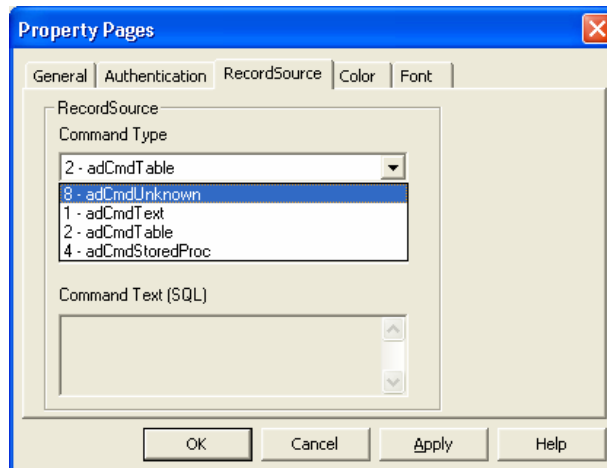 Property Pages
General Authentication RecordSource Color Font
RecordSource
Command Type
2 - adCmdTable
8 - adCmdUnknown
1 - adCmdText
2 - adCmdTable
4 - adCmdStoredProc
Command Text (SQL)
OK Cancel Apply Help